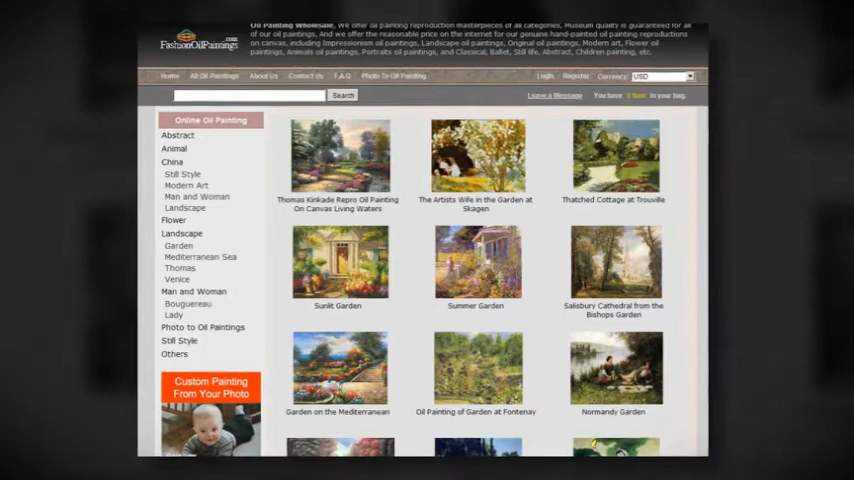 Oil Painting Wholesale, We offer oil painting reproduction masterpieces of all categories, Museum quality is guaranteed for all
of our oil paintings, And we offer the reasonable price on the internet for our genuine hand-painted oil painting reproductions
on canvas, including Impressionism oil paintings, Landscape oil paintings, Original oil paintings, Modern art, Flower oil
paintings, Animals oil paintings, Portraits oil paintings, and Classical, Ballet, Still life, Abstract, Children painting, etc.
FashionOilPaintings.com
Home All Oil Paintings About Us Contact Us F.A.Q Photo To Oil Painting Login Register Currency: USD
Search Leave a Message You have 0 item in your bag.
Online Oil Painting
Abstract
Animal
China
Still Style
Modern Art
Man and Woman
Landscape
Flower
Landscape
Garden
Mediterranean Sea
Thomas
Venice
Man and Woman
Bouguereau
Lady
Photo to Oil Paintings
Still Style
Others
Custom Painting
From Your Photo
Thomas Kinkade Repro Oil Painting
On Canvas Living Waters
The Artists Wife in the Garden at
Skagen
Thatched Cottage at Trouville
Sunlit Garden
Summer Garden
Salisbury Cathedral from the
Bishops Garden
Garden on the Mediterranean
Oil Painting of Garden at Fontenay
Normandy Garden